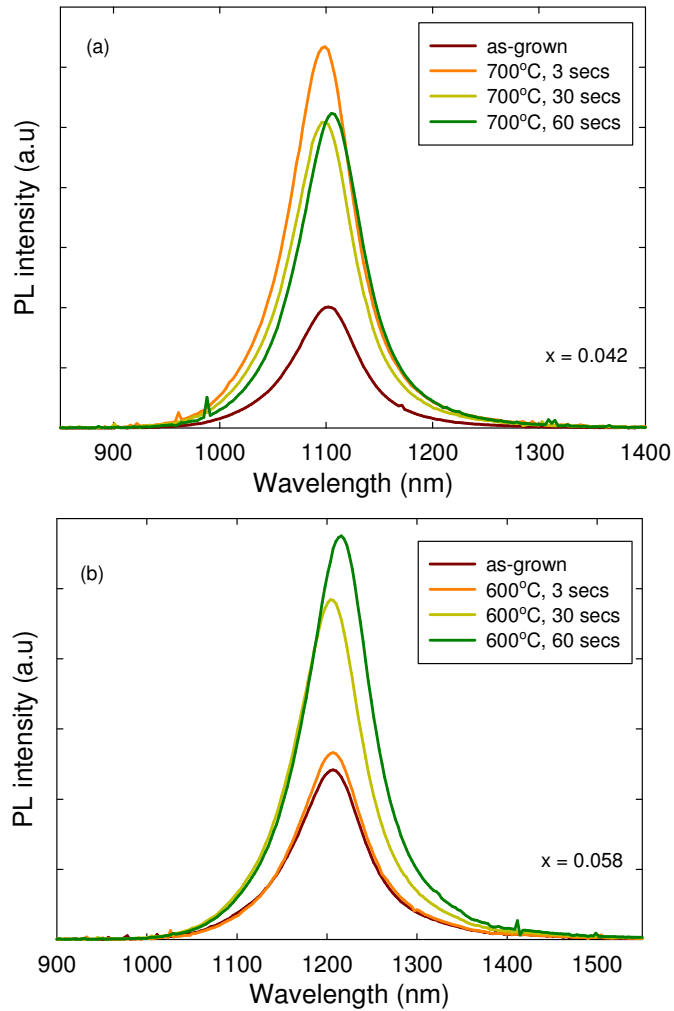 (a)
as-grown
700°C, 3 secs
700°C, 30 secs
700°C, 60 secs
PL intensity (a.u)
x = 0.042
900 1000 1100 1200 1300 1400
Wavelength (nm)
(b)
as-grown
600°C, 3 secs
600°C, 30 secs
600°C, 60 secs
PL intensity (a.u)
x = 0.058
900 1000 1100 1200 1300 1400 1500
Wavelength (nm)